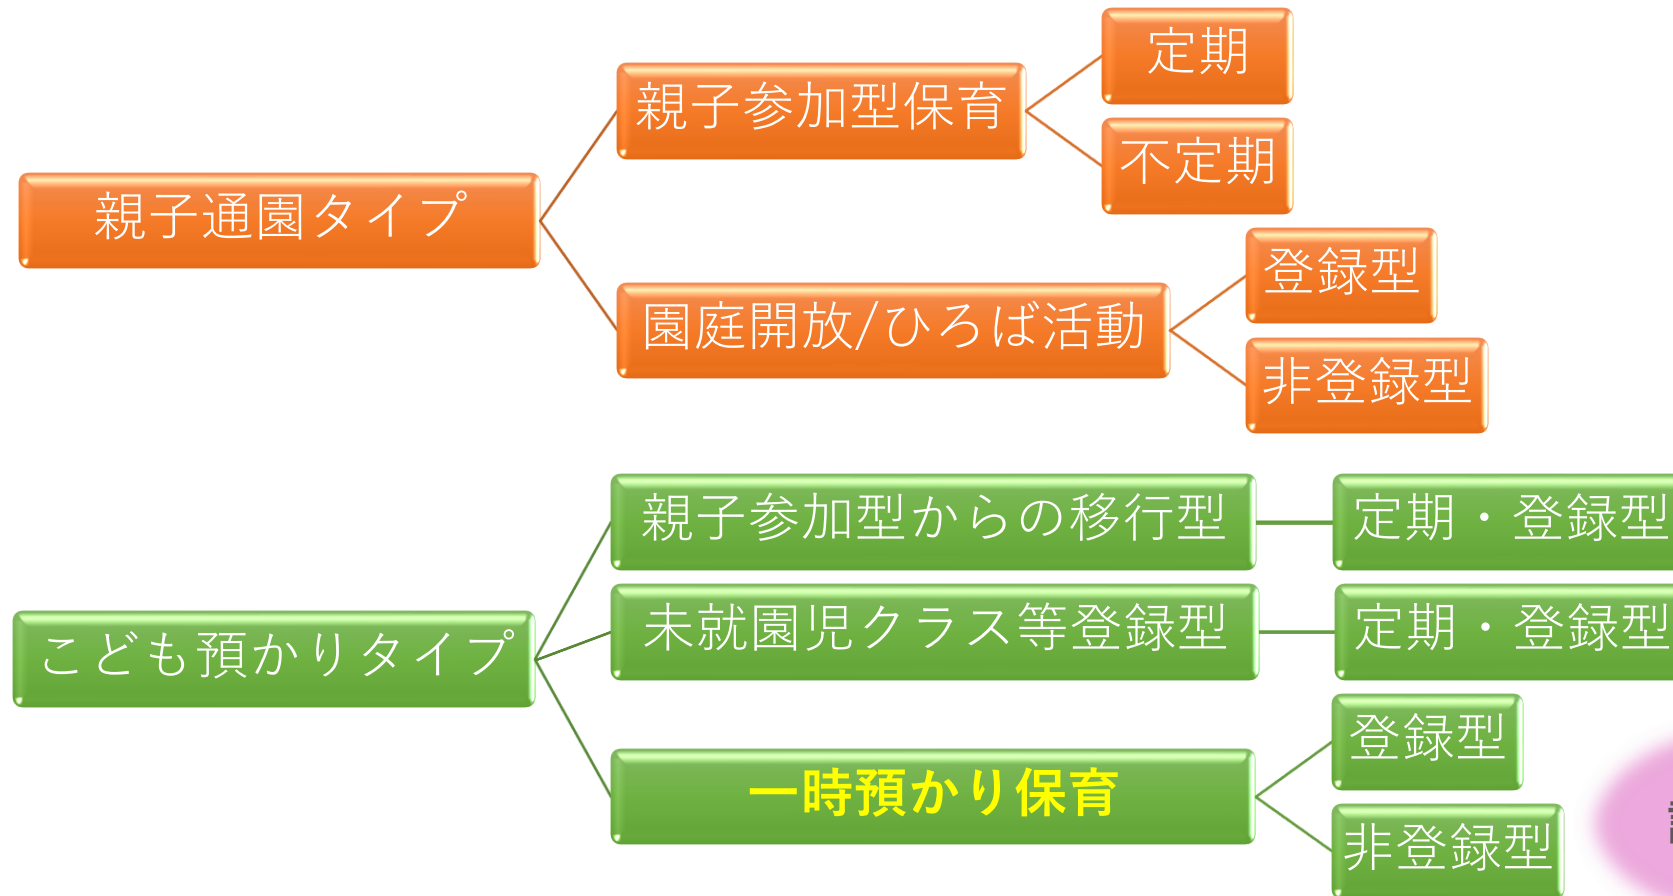 定期
親子参加型保育
不定期
親子通園タイプ
登録型
園庭開放/ひろば活動
非登録型
親子参加型からの移行型
定期・登録型
未就園児クラス等登録型
定期・登録型
こども預かりタイプ
登録型
一時預かり保育
非登録型